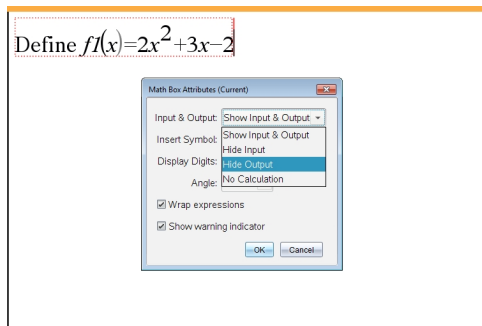 Define f1(x)=2x²+3x−2
Math Box Attributes (Current)
Input & Output: Show Input & Output
Insert Symbol: Show Input & Output
Hide Input
Display Digits: Hide Output
Angle: No Calculation
Wrap expressions
Show warning indicator
OK Cancel